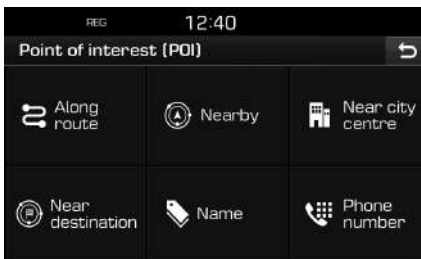 REG 12:40
Point of interest (POI)
Along
route
Nearby
Near city
centre
Near
destination
Name
Phone
number